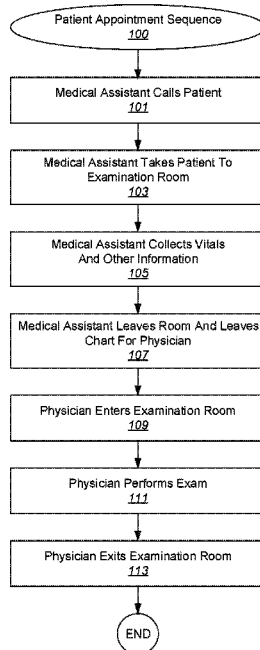 Patient Appointment Sequence
100
Medical Assistant Calls Patient
101
Medical Assistant Takes Patient To
Examination Room
103
Medical Assistant Collects Vitals
And Other Information
105
Medical Assistant Leaves Room And Leaves
Chart For Physician
107
Physician Enters Examination Room
109
Physician Performs Exam
111
Physician Exits Examination Room
113
END